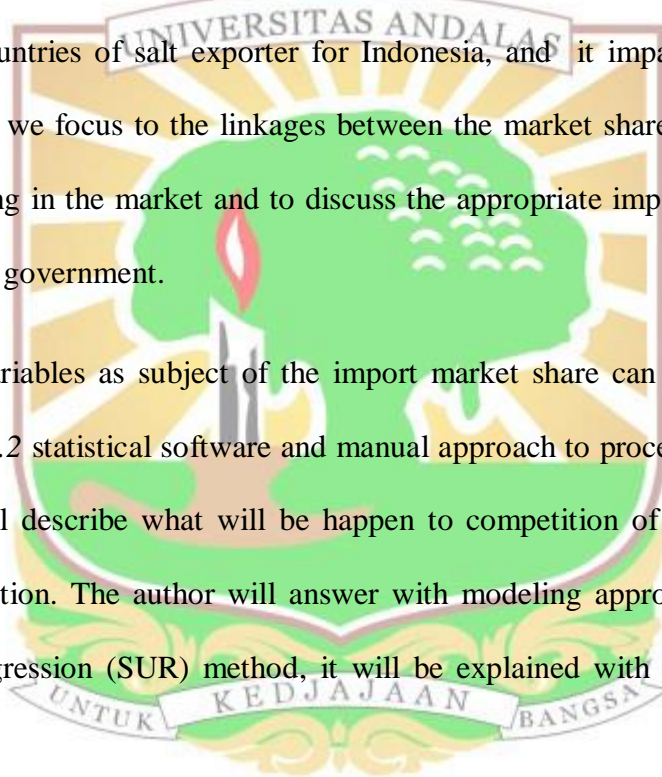 UNIVERSITAS ANDALAS
untries of salt exporter for Indonesia, and it impa
we focus to the linkages between the market share
ng in the market and to discuss the appropriate imp
government.
riables as subject of the import market share can
.2 statistical software and manual approach to proce
l describe what will be happen to competition of
tion. The author will answer with modeling appro
gression (SUR) method, it will be explained with
UNTUK KEDJAJAAN BANGSA